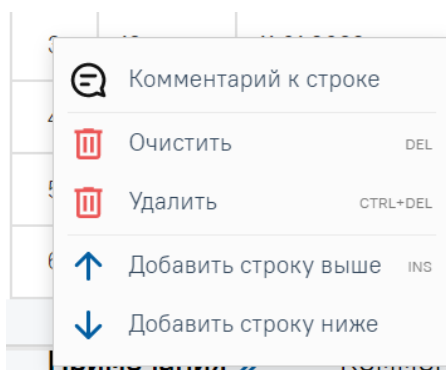 Комментарий к строке
Очистить DEL
Удалить CTRL+DEL
Добавить строку выше INS
Добавить строку ниже